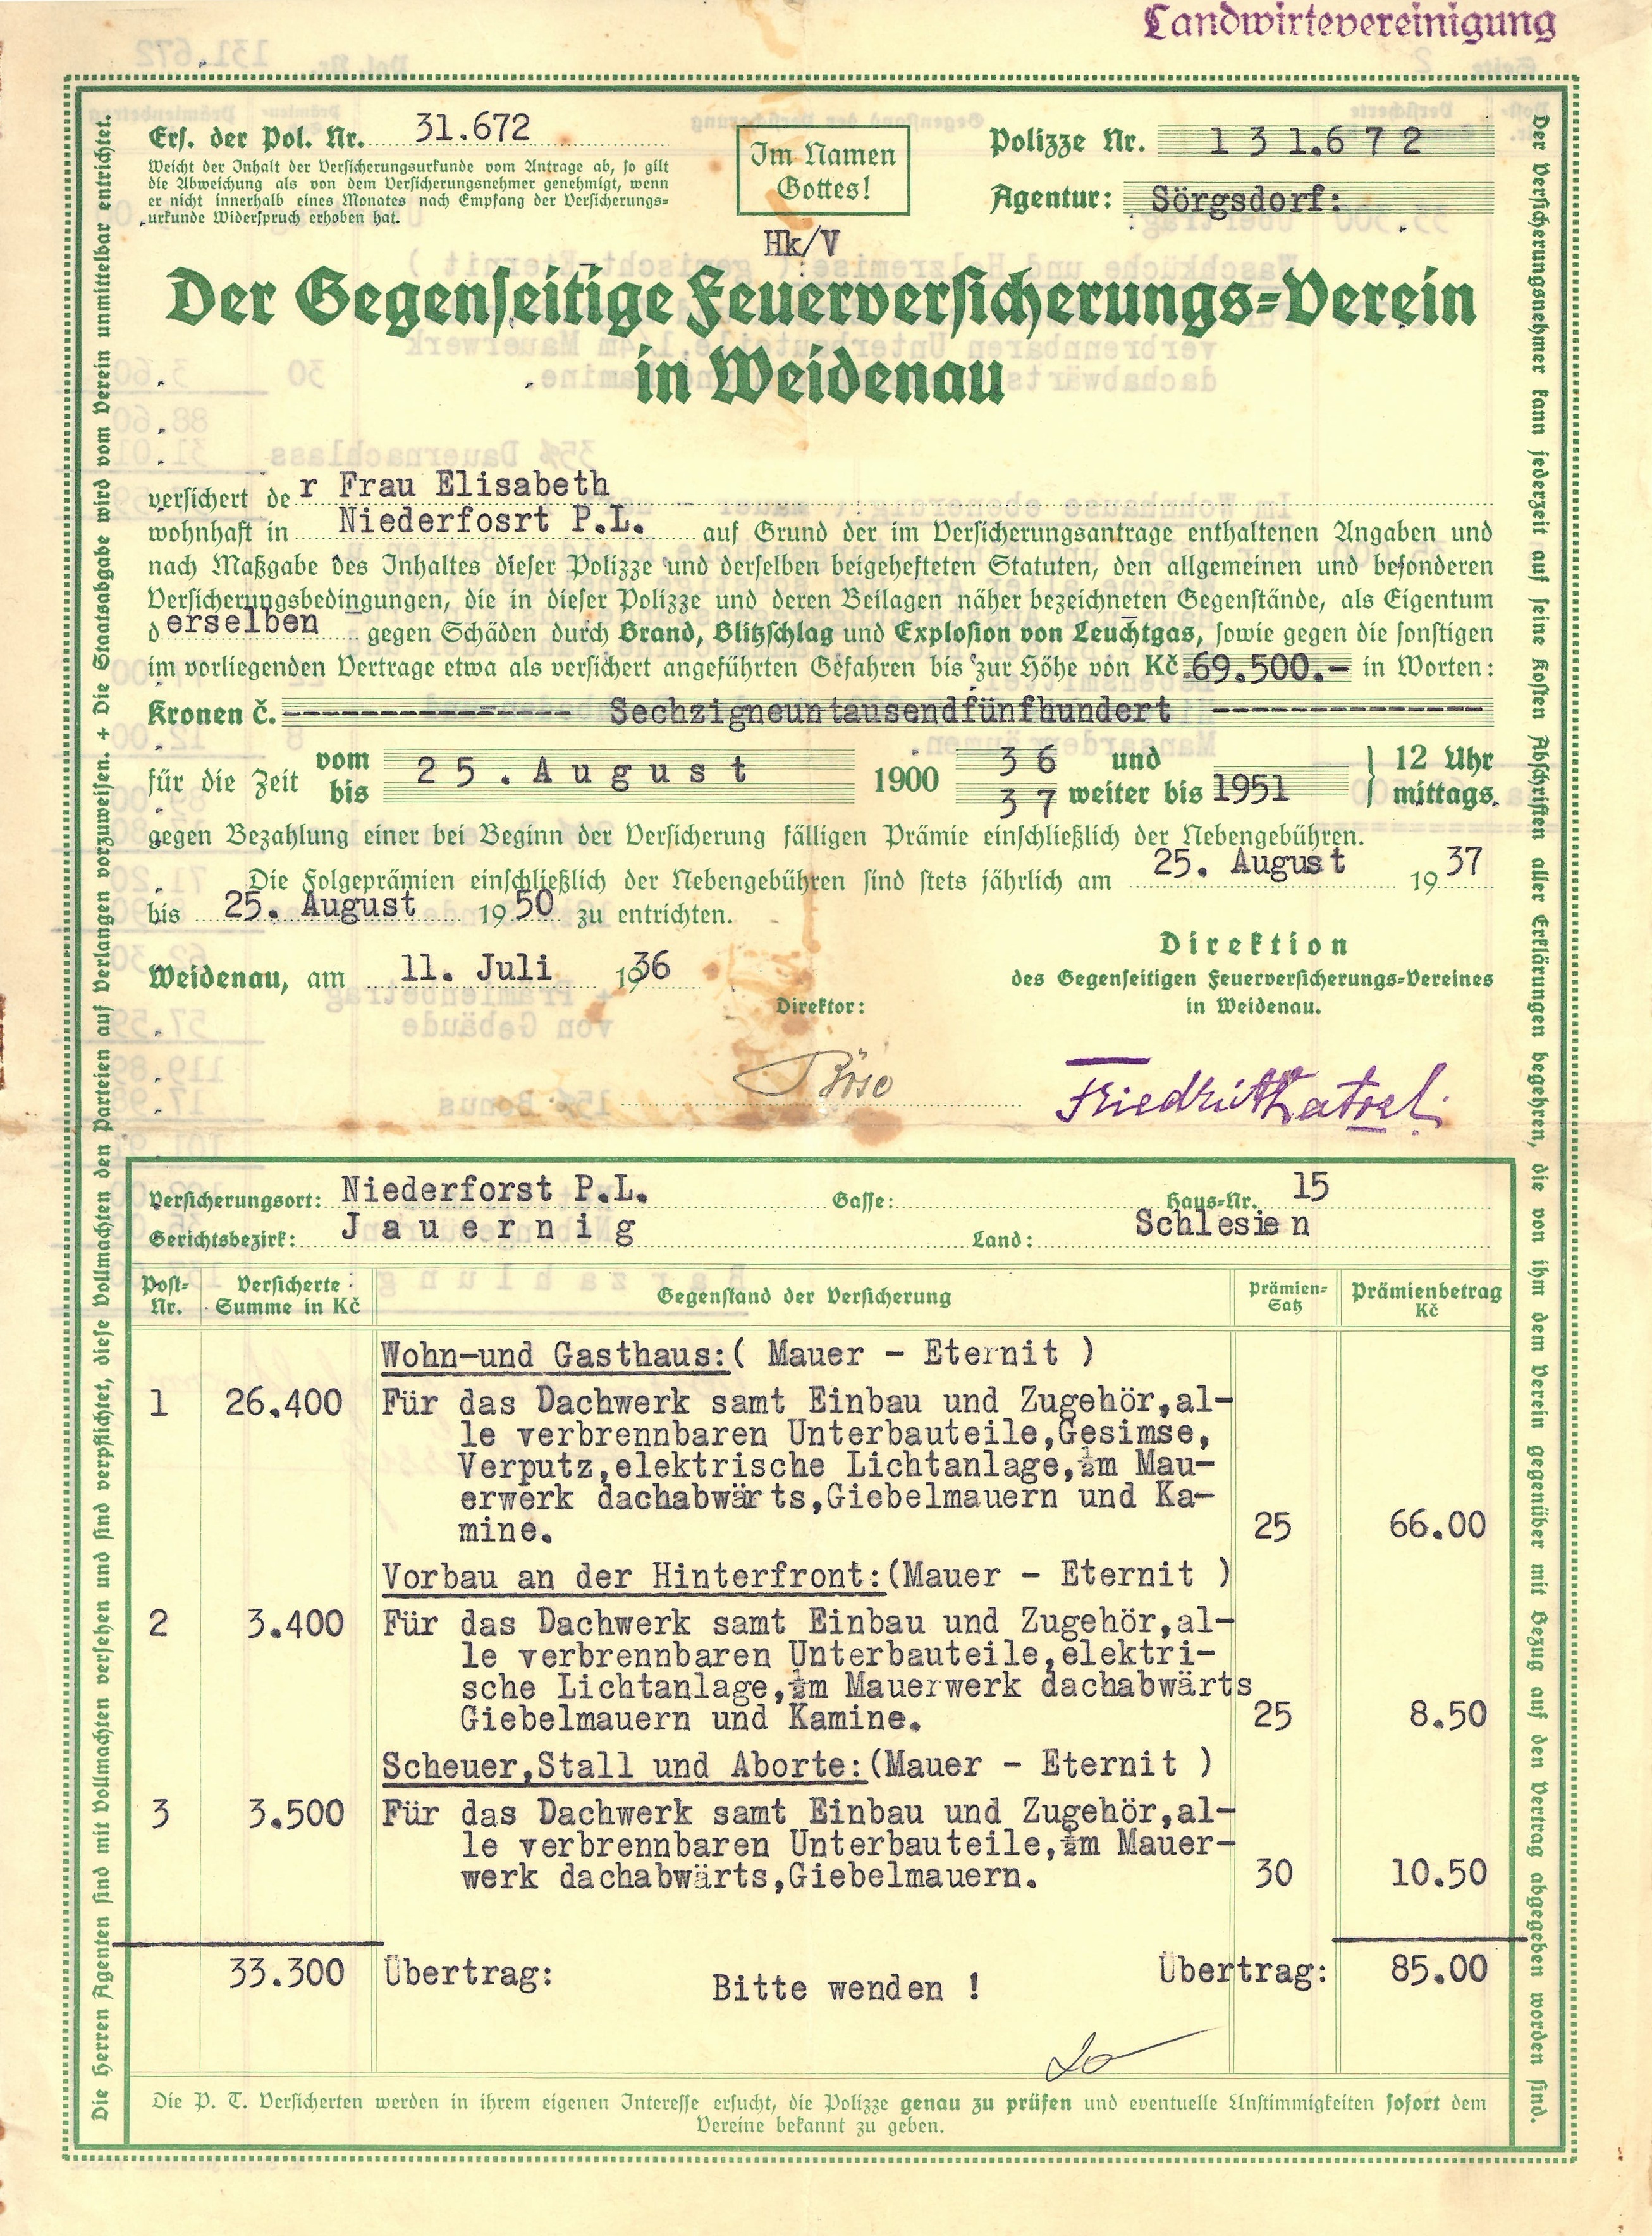 Landwirtevereinigung
Ers. der Pol. Nr. 31.672
Weicht der Inhalt der Versicherungsurkunde vom Antrage ab, so gilt
die Abweichung als von dem Versicherungsnehmer genehmigt, wenn
er nicht innerhalb eines Monates nach Empfang der Versicherungs-
urkunde Widerspruch erhoben hat.
Im Namen
Gottes!
Polizze Nr. 131.672
Agentur: Sörgsdorf:
Hk/V
Der Gegenseitige Feuerversicherungs-Verein
in Weidenau
versichert der Frau Elisabeth
wohnhaft in Niederfosrt P.L. auf Grund der im Versicherungsantrage enthaltenen Angaben und
nach Maßgabe des Inhaltes dieser Polizze und derselben beigehefteten Statuten, den allgemeinen und besonderen
Versicherungsbedingungen, die in dieser Polizze und deren Beilagen näher bezeichneten Gegenstände, als Eigentum
derselben gegen Schäden durch Brand, Blitzschlag und Explosion von Leuchtgas, sowie gegen die sonstigen
im vorliegenden Vertrage etwa als versichert angeführten Gefahren bis zur Höhe von Kč 69.500.— in Worten:
Kronen č. --------------- Sechzigneuntausendfünfhundert ---------------
für die Zeit vom bis 25. August 1900 36 37 und weiter bis 1951 } 12 Uhr mittags.
gegen Bezahlung einer bei Beginn der Versicherung fälligen Prämie einschließlich der Nebengebühren.
Die Folgeprämien einschließlich der Nebengebühren sind stets jährlich am 25. August 1937
bis 25. August 1950 zu entrichten.
Weidenau, am 11. Juli 1936
Direktion
des Gegenseitigen Feuerversicherungs-Vereines
in Weidenau.
Direktor:
Versicherungsort: Niederforst P.L. Gasse: Haus-Nr. 15
Gerichtsbezirk: Jauernig Land: Schlesien
Post-Nr. Versicherte Summe in Kč Gegenstand der Versicherung Prämien-Satz Prämienbetrag Kč
Wohn-und Gasthaus:( Mauer - Eternit )
1 26.400 Für das Dachwerk samt Einbau und Zugehör,al-
le verbrennbaren Unterbauteile,Gesimse,
Verputz,elektrische Lichtanlage,½m Mau-
erwerk dachabwärts,Giebelmauern und Ka-
mine. 25 66.00
Vorbau an der Hinterfront:(Mauer - Eternit )
2 3.400 Für das Dachwerk samt Einbau und Zugehör,al-
le verbrennbaren Unterbauteile,elektri-
sche Lichtanlage,½m Mauerwerk dachabwärts
Giebelmauern und Kamine. 25 8.50
Scheuer,Stall und Aborte:(Mauer - Eternit )
3 3.500 Für das Dachwerk samt Einbau und Zugehör,al-
le verbrennbaren Unterbauteile,½m Mauer-
werk dachabwärts,Giebelmauern. 30 10.50
33.300 Übertrag: Übertrag: 85.00
Bitte wenden !
Die P. T. Versicherten werden in ihrem eigenen Interesse ersucht, die Polizze genau zu prüfen und eventuelle Unstimmigkeiten sofort dem
Vereine bekannt zu geben.
Die Herren Agenten sind mit Vollmachten versehen und sind verpflichtet, diese Vollmachten den Parteien auf Verlangen vorzuweisen. + Die Staatsabgabe wird vom Verein unmittelbar entrichtet.
Der Versicherungsnehmer kann jederzeit auf seine Kosten Abschriften aller Erklärungen begehren, die von ihm dem Verein gegenüber mit Bezug auf den Vertrag abgegeben worden sind.